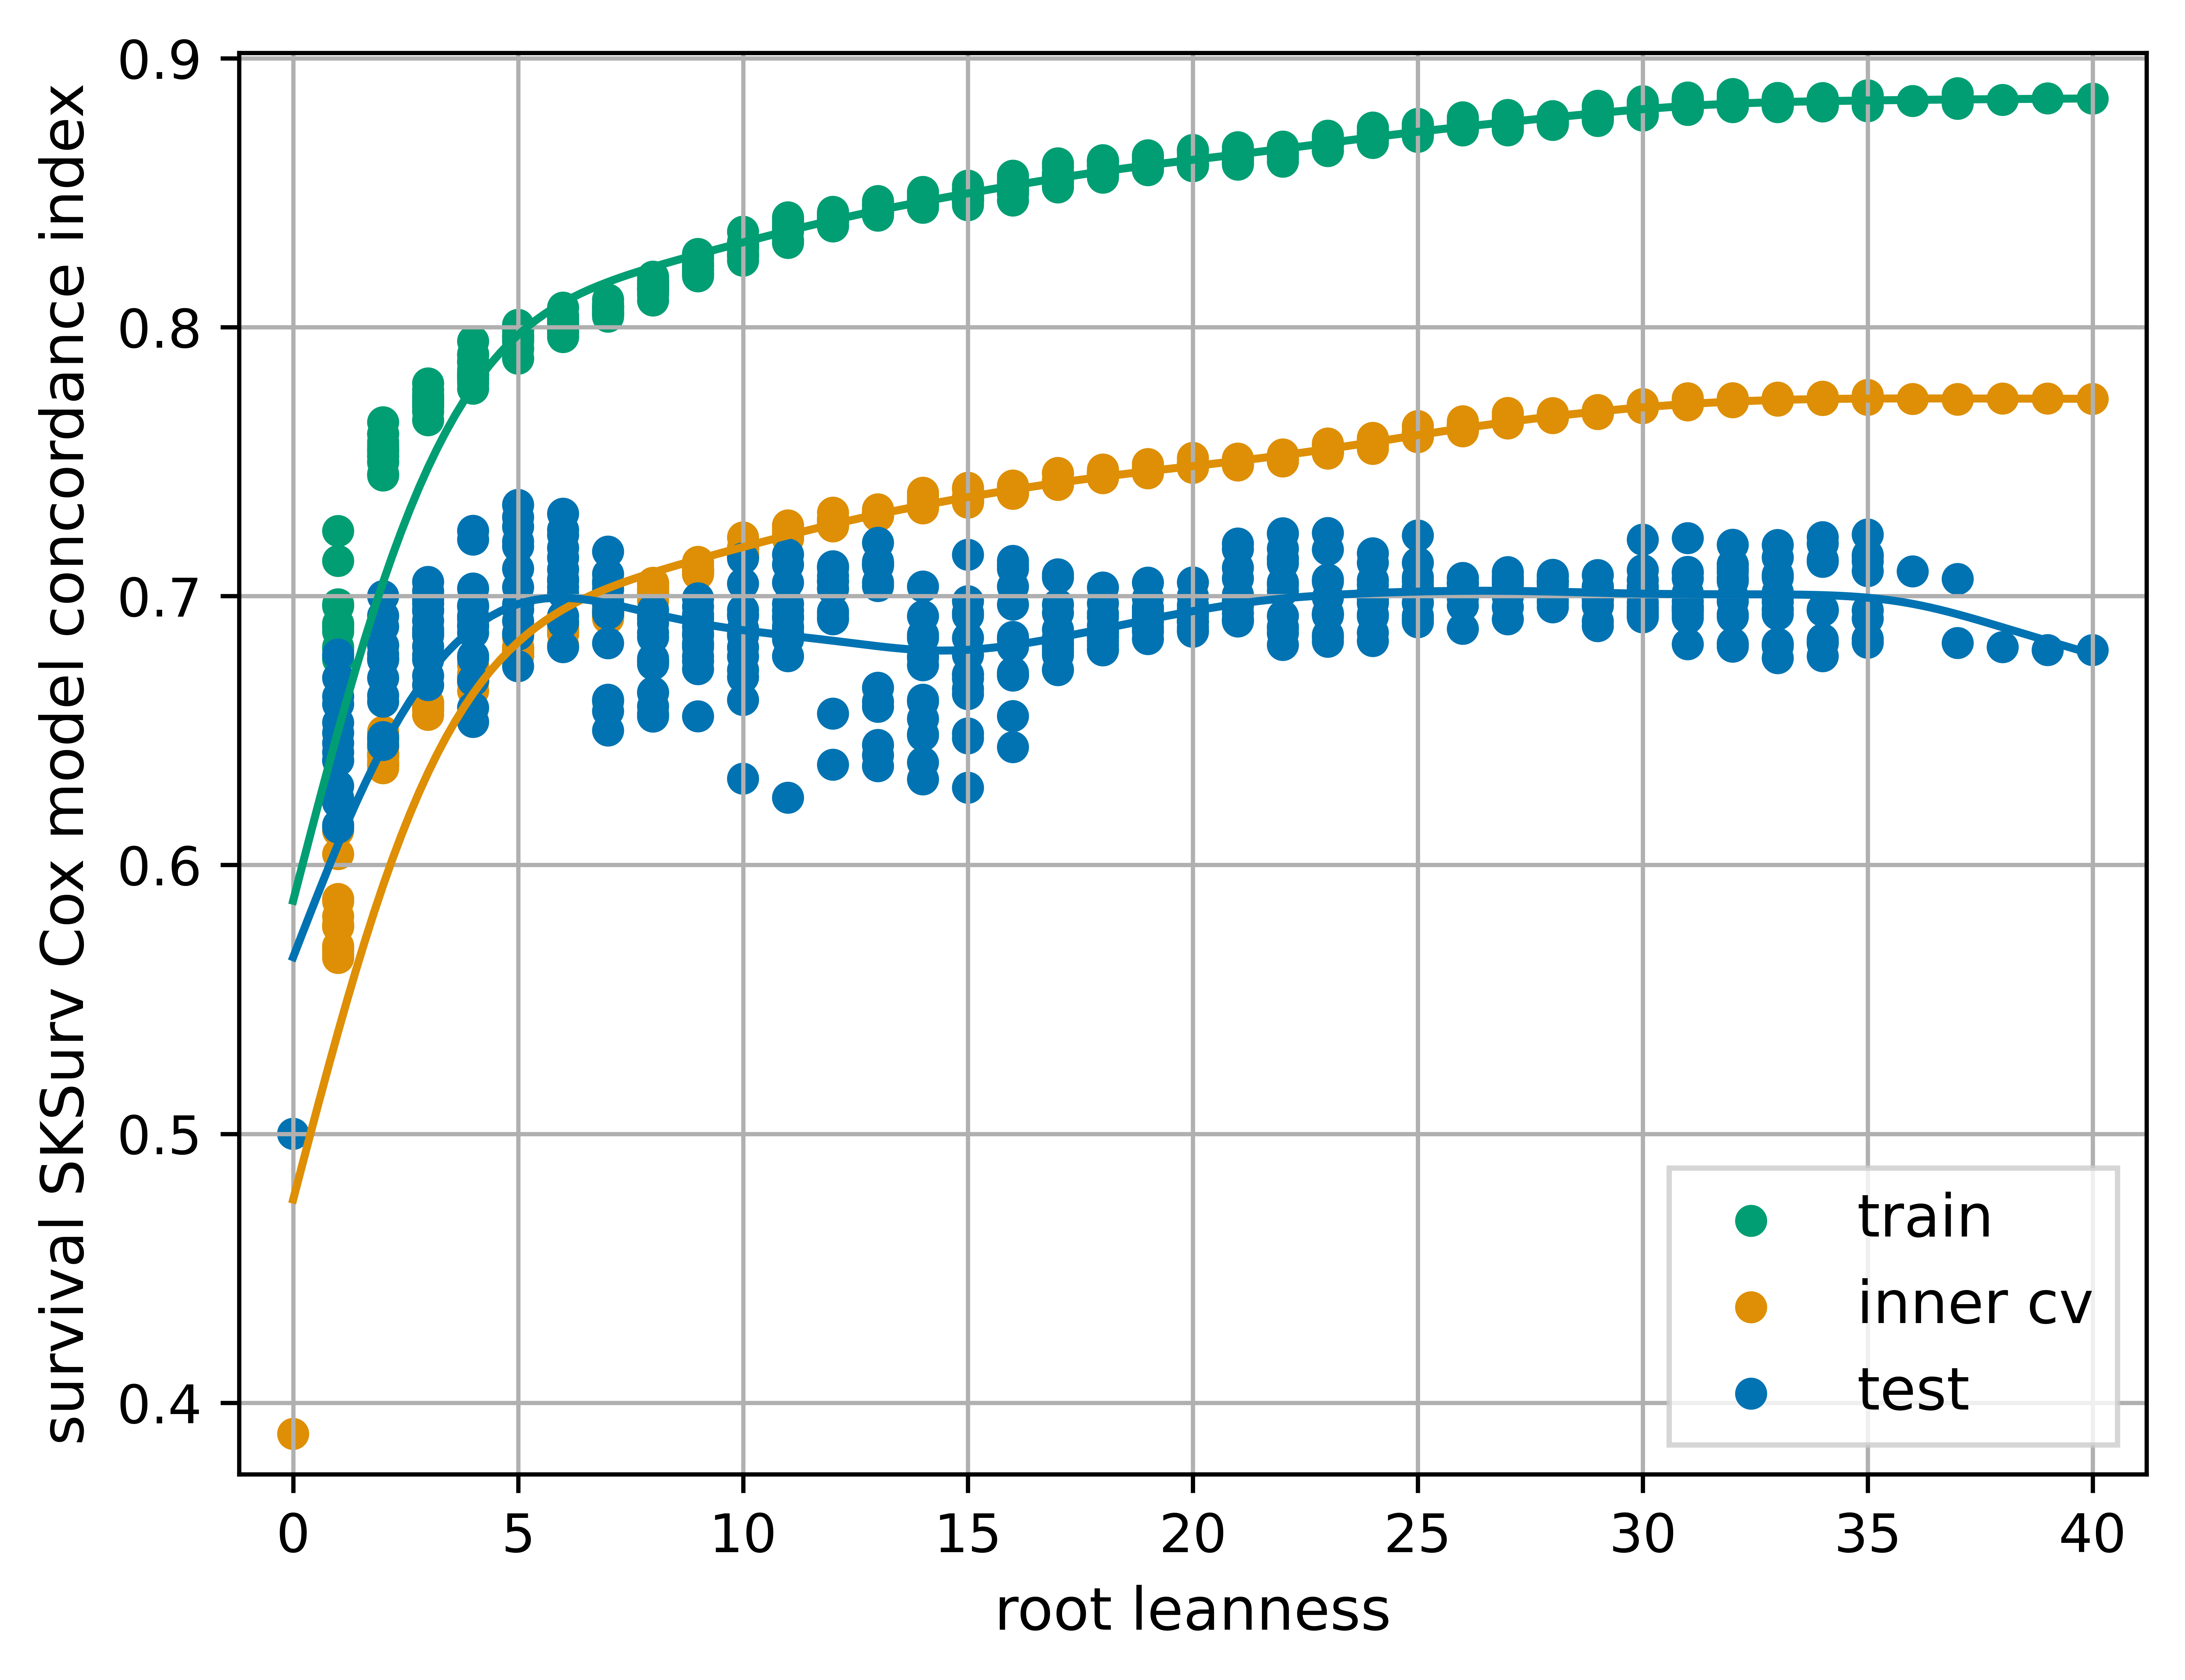 survival SKSurv Cox model concordance index
0.9
0.8
0.7
0.6
0.5
0.4
0 5 10 15 20 25 30 35 40
root leanness
train
inner cv
test